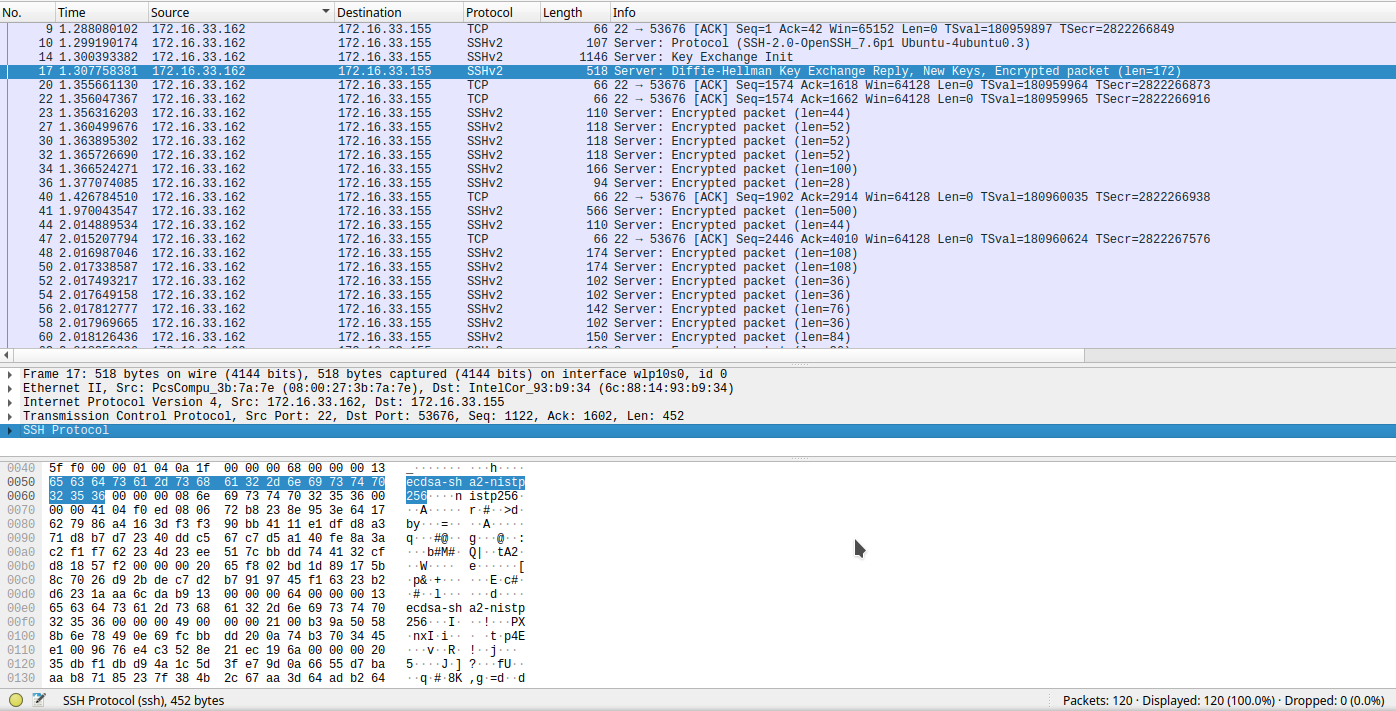 No. Time Source Destination Protocol Length Info
9 1.288080102 172.16.33.162 172.16.33.155 TCP 66 22 → 53676 [ACK] Seq=1 Ack=42 Win=65152 Len=0 TSval=180959897 TSecr=2822266849
10 1.299190174 172.16.33.162 172.16.33.155 SSHv2 107 Server: Protocol (SSH-2.0-OpenSSH_7.6p1 Ubuntu-4ubuntu0.3)
14 1.300393382 172.16.33.162 172.16.33.155 SSHv2 1146 Server: Key Exchange Init
17 1.307758381 172.16.33.162 172.16.33.155 SSHv2 518 Server: Diffie-Hellman Key Exchange Reply, New Keys, Encrypted packet (len=172)
20 1.355661130 172.16.33.162 172.16.33.155 TCP 66 22 → 53676 [ACK] Seq=1574 Ack=1618 Win=64128 Len=0 TSval=180959964 TSecr=2822266873
22 1.356047367 172.16.33.162 172.16.33.155 TCP 66 22 → 53676 [ACK] Seq=1574 Ack=1662 Win=64128 Len=0 TSval=180959965 TSecr=2822266916
23 1.356316203 172.16.33.162 172.16.33.155 SSHv2 110 Server: Encrypted packet (len=44)
27 1.360499676 172.16.33.162 172.16.33.155 SSHv2 118 Server: Encrypted packet (len=52)
30 1.363895302 172.16.33.162 172.16.33.155 SSHv2 118 Server: Encrypted packet (len=52)
32 1.365726690 172.16.33.162 172.16.33.155 SSHv2 118 Server: Encrypted packet (len=52)
34 1.366524271 172.16.33.162 172.16.33.155 SSHv2 166 Server: Encrypted packet (len=100)
36 1.377074085 172.16.33.162 172.16.33.155 SSHv2 94 Server: Encrypted packet (len=28)
40 1.426784510 172.16.33.162 172.16.33.155 TCP 66 22 → 53676 [ACK] Seq=1902 Ack=2914 Win=64128 Len=0 TSval=180960035 TSecr=2822266938
41 1.970043547 172.16.33.162 172.16.33.155 SSHv2 566 Server: Encrypted packet (len=500)
44 2.014889534 172.16.33.162 172.16.33.155 SSHv2 110 Server: Encrypted packet (len=44)
47 2.015207794 172.16.33.162 172.16.33.155 TCP 66 22 → 53676 [ACK] Seq=2446 Ack=4010 Win=64128 Len=0 TSval=180960624 TSecr=2822267576
48 2.016987046 172.16.33.162 172.16.33.155 SSHv2 174 Server: Encrypted packet (len=108)
50 2.017338587 172.16.33.162 172.16.33.155 SSHv2 174 Server: Encrypted packet (len=108)
52 2.017493217 172.16.33.162 172.16.33.155 SSHv2 102 Server: Encrypted packet (len=36)
54 2.017649158 172.16.33.162 172.16.33.155 SSHv2 102 Server: Encrypted packet (len=36)
56 2.017812777 172.16.33.162 172.16.33.155 SSHv2 142 Server: Encrypted packet (len=76)
58 2.017969665 172.16.33.162 172.16.33.155 SSHv2 102 Server: Encrypted packet (len=36)
60 2.018126436 172.16.33.162 172.16.33.155 SSHv2 150 Server: Encrypted packet (len=84)
Frame 17: 518 bytes on wire (4144 bits), 518 bytes captured (4144 bits) on interface wlp10s0, id 0
Ethernet II, Src: PcsCompu_3b:7a:7e (08:00:27:3b:7a:7e), Dst: IntelCor_93:b9:34 (6c:88:14:93:b9:34)
Internet Protocol Version 4, Src: 172.16.33.162, Dst: 172.16.33.155
Transmission Control Protocol, Src Port: 22, Dst Port: 53676, Seq: 1122, Ack: 1602, Len: 452
SSH Protocol
0040 5f f0 00 00 01 04 0a 1f 00 00 00 68 00 00 00 13 _······· ···h····
0050 65 63 64 73 61 2d 73 68 61 32 2d 6e 69 73 74 70 ecdsa-sh a2-nistp
0060 32 35 36 00 00 00 08 6e 69 73 74 70 32 35 36 00 256····n istp256·
0070 00 00 41 04 f0 ed 08 06 72 b8 23 8e 95 3e 64 17 ··A····· r·#··>d·
0080 62 79 86 a4 16 3d f3 f3 90 bb 41 11 e1 df d8 a3 by···=·· ··A·····
0090 71 d8 b7 d7 23 40 dd c5 67 c7 d5 a1 40 fe 8a 3a q···#@·· g···@··:
00a0 c2 f1 f7 62 23 4d 23 ee 51 7c bb dd 74 41 32 cf ···b#M#· Q|··tA2·
00b0 d8 18 57 f2 00 00 00 20 65 f8 02 bd 1d 89 17 5b ··W···· e······[
00c0 8c 70 26 d9 2b de c7 d2 b7 91 97 45 f1 63 23 b2 ·p&·+··· ···E·c#·
00d0 d6 23 1a aa 6c da b9 13 00 00 00 64 00 00 00 13 ·#··l··· ···d····
00e0 65 63 64 73 61 2d 73 68 61 32 2d 6e 69 73 74 70 ecdsa-sh a2-nistp
00f0 32 35 36 00 00 00 49 00 00 00 21 00 b3 9a 50 58 256···I· ··!···PX
0100 8b 6e 78 49 0e 69 fc bb dd 20 0a 74 b3 70 34 45 ·nxI·i·· · ·t·p4E
0110 e1 00 96 76 e4 c3 52 8e 21 ec 19 6a 00 00 00 20 ···v··R· !··j···
0120 35 db f1 db d9 4a 1c 5d 3f e7 9d 0a 66 55 d7 ba 5····J·] ?···fU··
0130 aa b8 71 85 23 7f 38 4b 2c 67 aa 3d 64 ad b2 64 ··q·#·8K ,g·=d··d
SSH Protocol (ssh), 452 bytes Packets: 120 · Displayed: 120 (100.0%) · Dropped: 0 (0.0%)